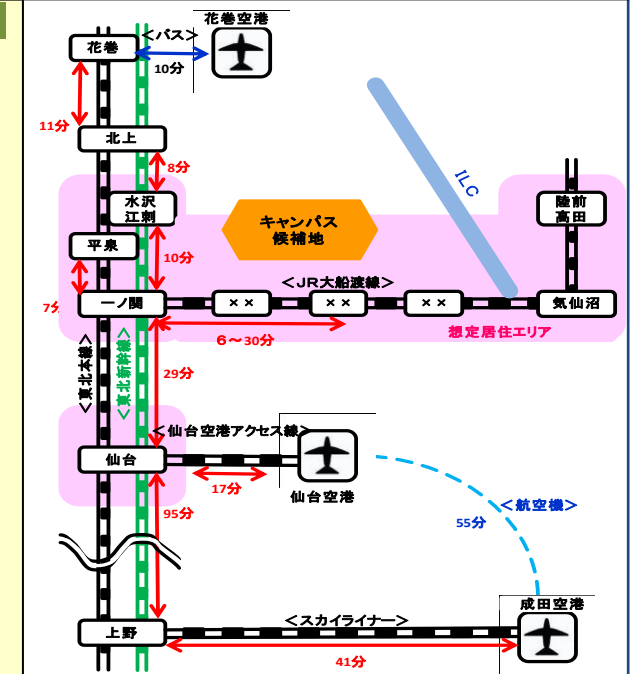 花巻空港
<バス>
花巻
10分
11分
北上
8分
ILC
水沢
江刺
陸前
高田
キャンパス
候補地
平泉
10分
<JR大船渡線>
7分
一ノ関
××
××
××
気仙沼
想定居住エリア
6～30分
<東北本線>
<東北新幹線>
29分
<仙台空港アクセス線>
仙台
17分
仙台空港
95分
<航空機>
55分
成田空港
<スカイライナー>
上野
41分